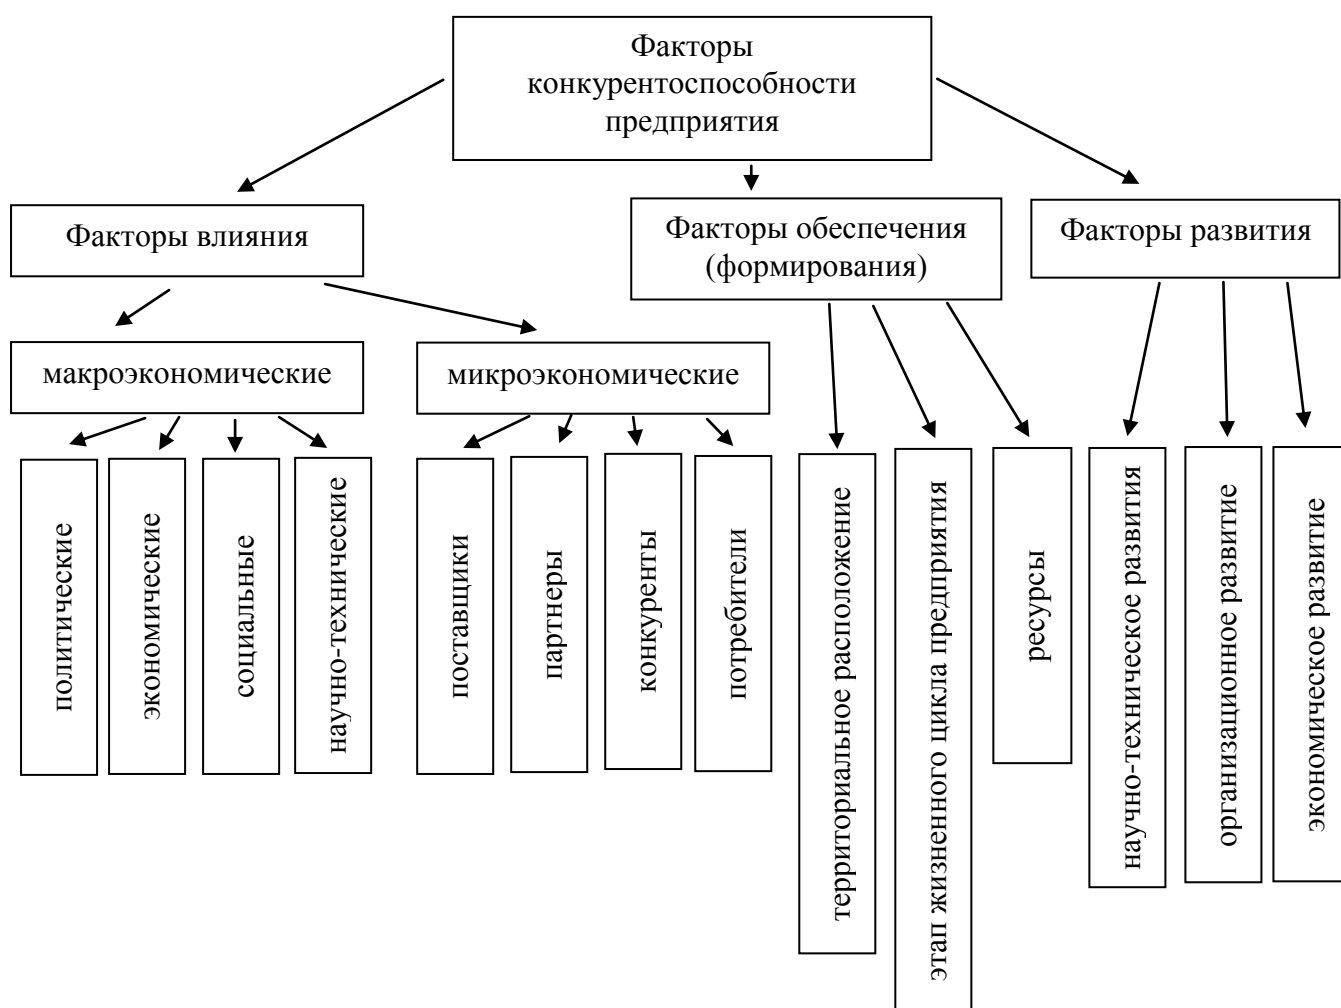 Факторы
конкурентоспособности
предприятия
Факторы влияния
Факторы обеспечения
(формирования)
Факторы развития
макроэкономические
микроэкономические
политические
экономические
социальные
научно-технические
поставщики
партнеры
конкуренты
потребители
территориальное расположение
этап жизненного цикла предприятия
ресурсы
научно-техническое развития
организационное развитие
экономическое развитие